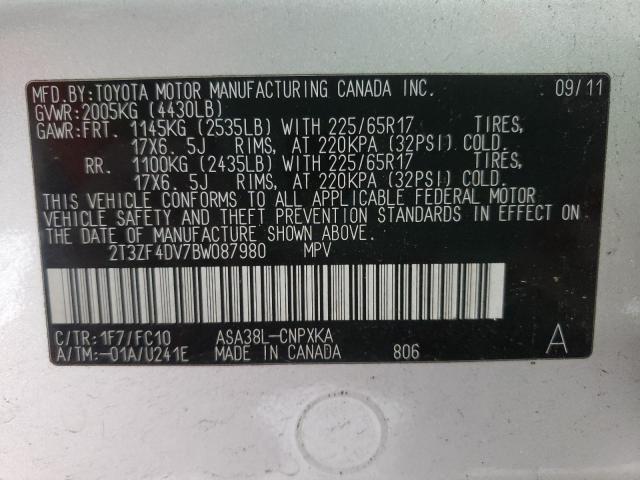 MFD.BY:TOYOTA MOTOR MANUFACTURING CANADA INC. 09/11
GVWR:2005KG (4430LB)
GAWR:FRT. 1145KG (2535LB) WITH 225/65R17 TIRES,
17X6.5J RIMS, AT 220KPA (32PSI) COLD.
RR. 1100KG (2435LB) WITH 225/65R17 TIRES,
17X6.5J RIMS, AT 220KPA (32PSI) COLD.
THIS VEHICLE CONFORMS TO ALL APPLICABLE FEDERAL MOTOR
VEHICLE SAFETY AND THEFT PREVENTION STANDARDS IN EFFECT ON
THE DATE OF MANUFACTURE SHOWN ABOVE.
2T3ZF4DV7BW087980 MPV
C/TR:1F7/FC10 ASA38L-CNPXKA
A/TM:-01A/U241E MADE IN CANADA 806 A